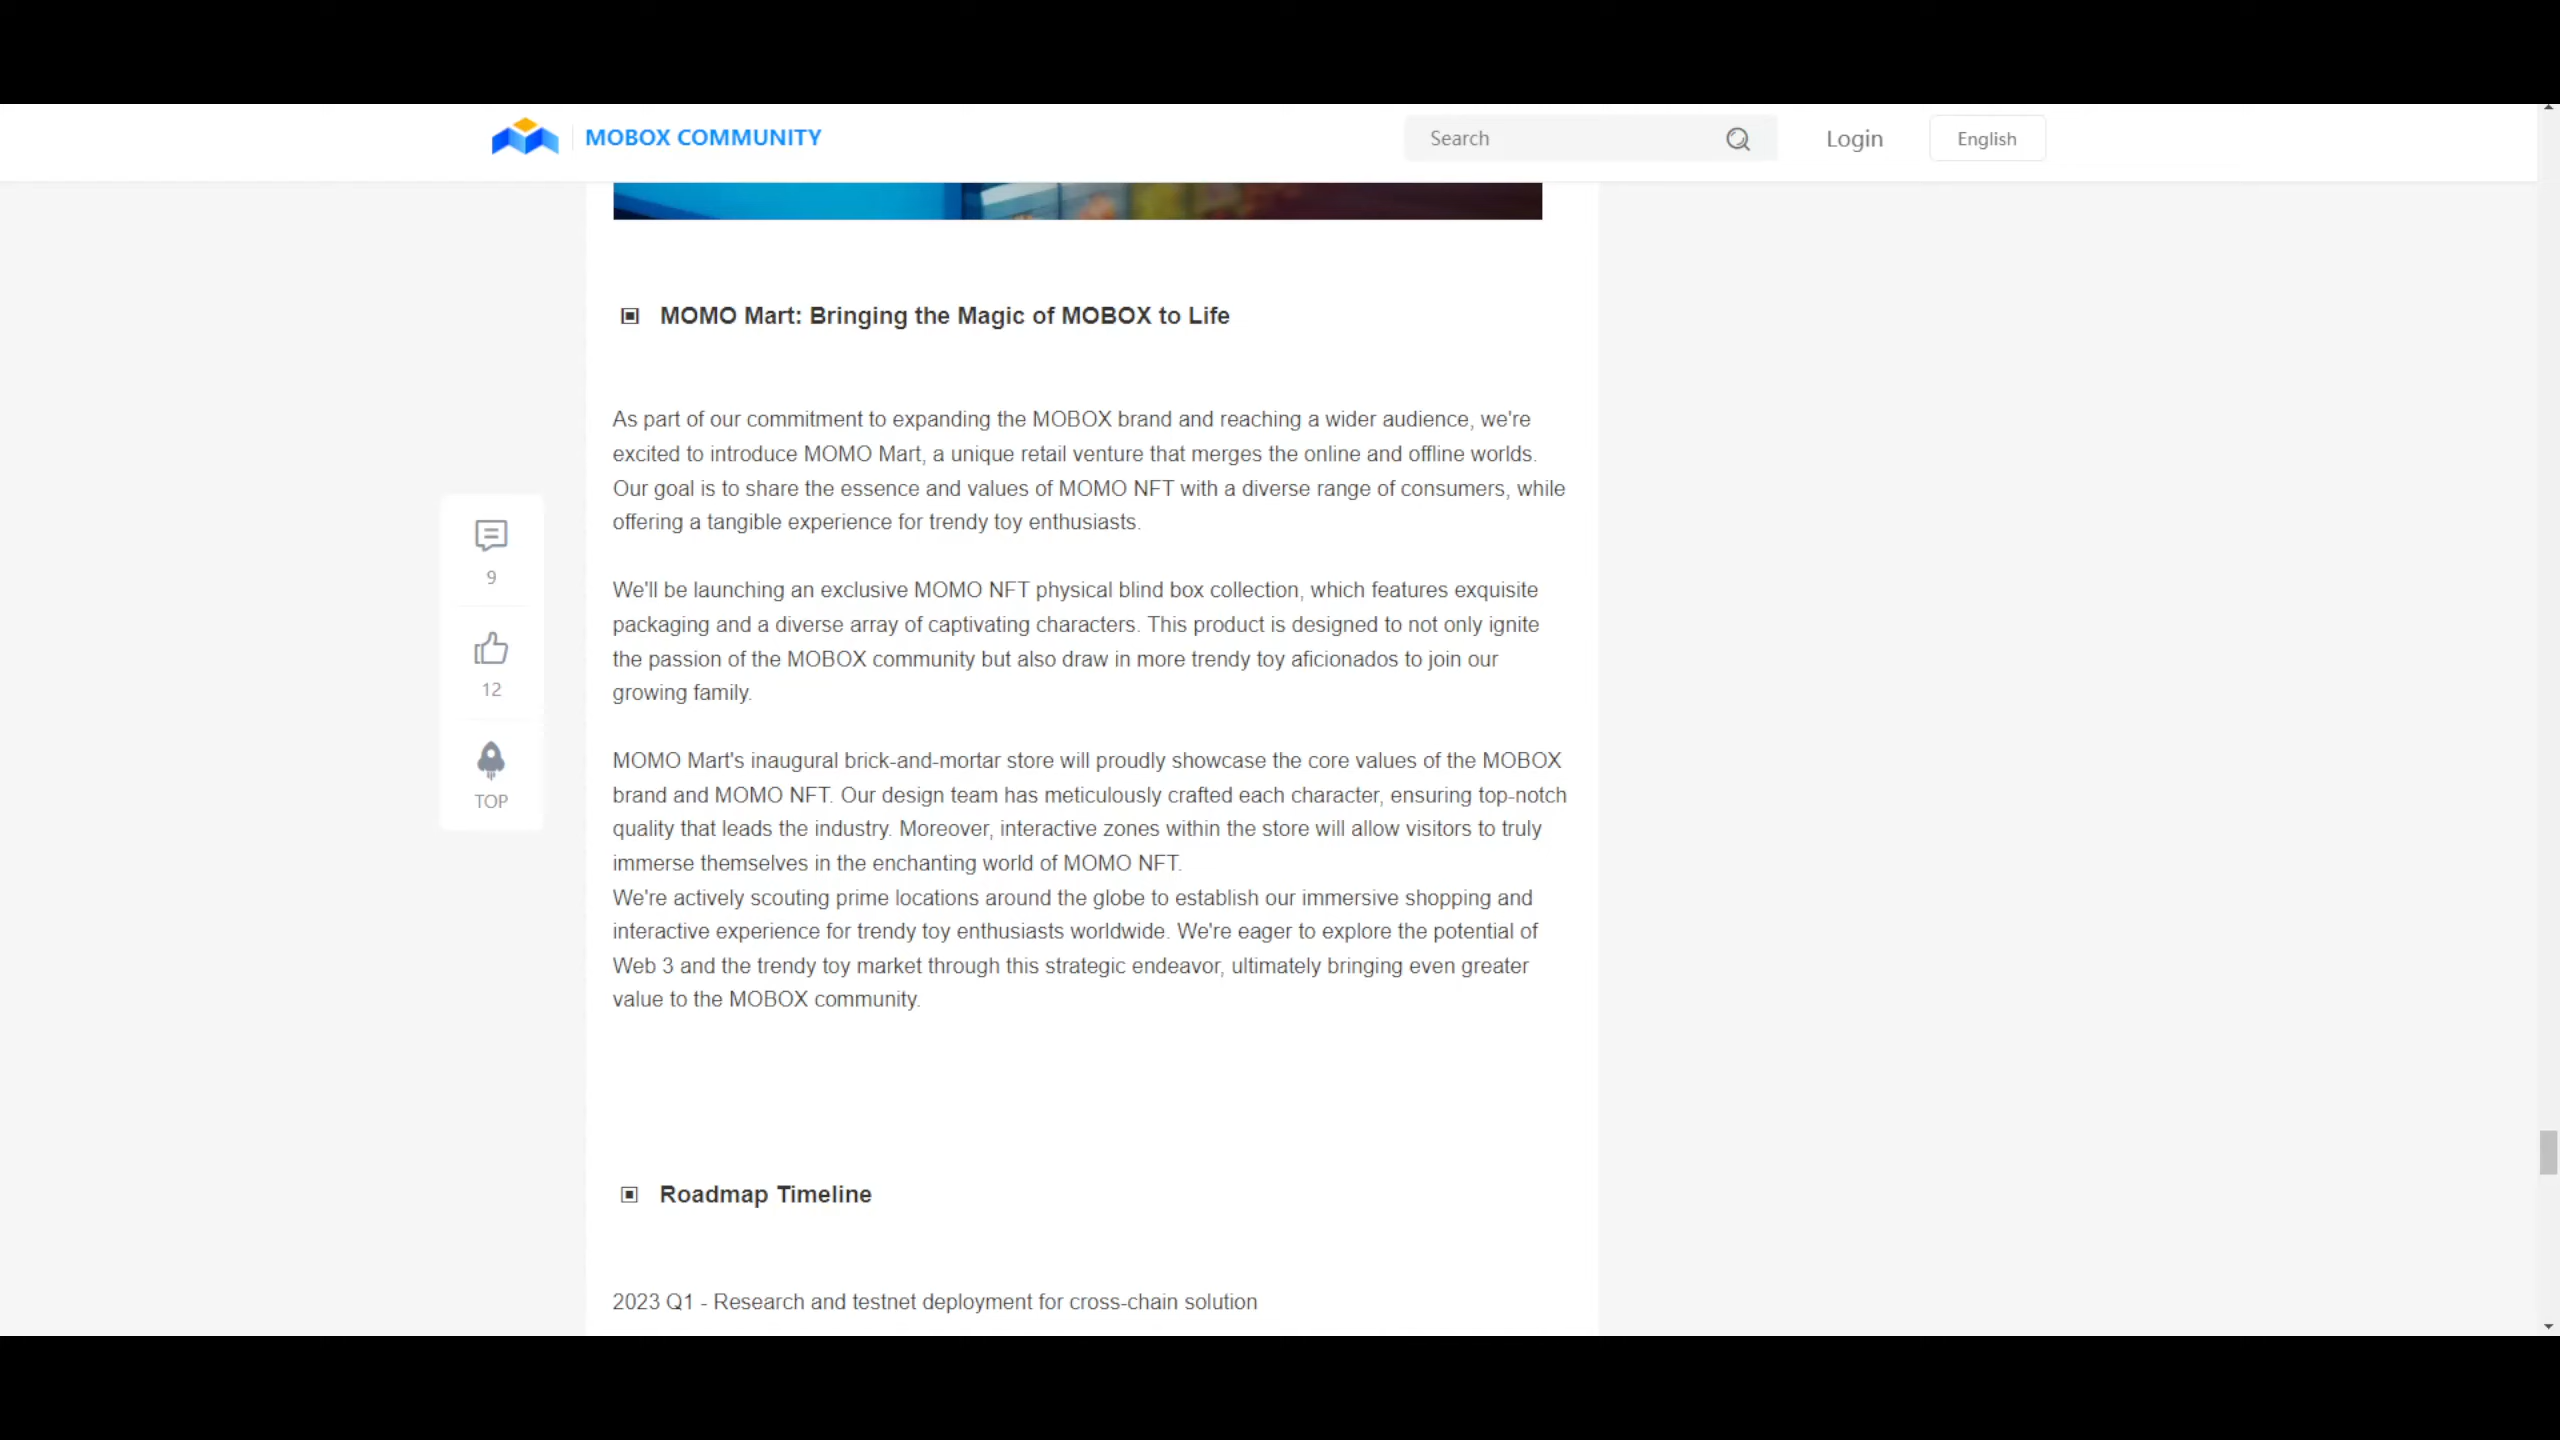 MOBOX COMMUNITY
Search
Login
English
MOMO Mart: Bringing the Magic of MOBOX to Life
As part of our commitment to expanding the MOBOX brand and reaching a wider audience, we're
excited to introduce MOMO Mart, a unique retail venture that merges the online and offline worlds.
Our goal is to share the essence and values of MOMO NFT with a diverse range of consumers, while
offering a tangible experience for trendy toy enthusiasts.
We'll be launching an exclusive MOMO NFT physical blind box collection, which features exquisite
packaging and a diverse array of captivating characters. This product is designed to not only ignite
the passion of the MOBOX community but also draw in more trendy toy aficionados to join our
growing family.
MOMO Mart's inaugural brick-and-mortar store will proudly showcase the core values of the MOBOX
brand and MOMO NFT. Our design team has meticulously crafted each character, ensuring top-notch
quality that leads the industry. Moreover, interactive zones within the store will allow visitors to truly
immerse themselves in the enchanting world of MOMO NFT.
We're actively scouting prime locations around the globe to establish our immersive shopping and
interactive experience for trendy toy enthusiasts worldwide. We're eager to explore the potential of
Web 3 and the trendy toy market through this strategic endeavor, ultimately bringing even greater
value to the MOBOX community.
Roadmap Timeline
2023 Q1 - Research and testnet deployment for cross-chain solution
9
12
TOP